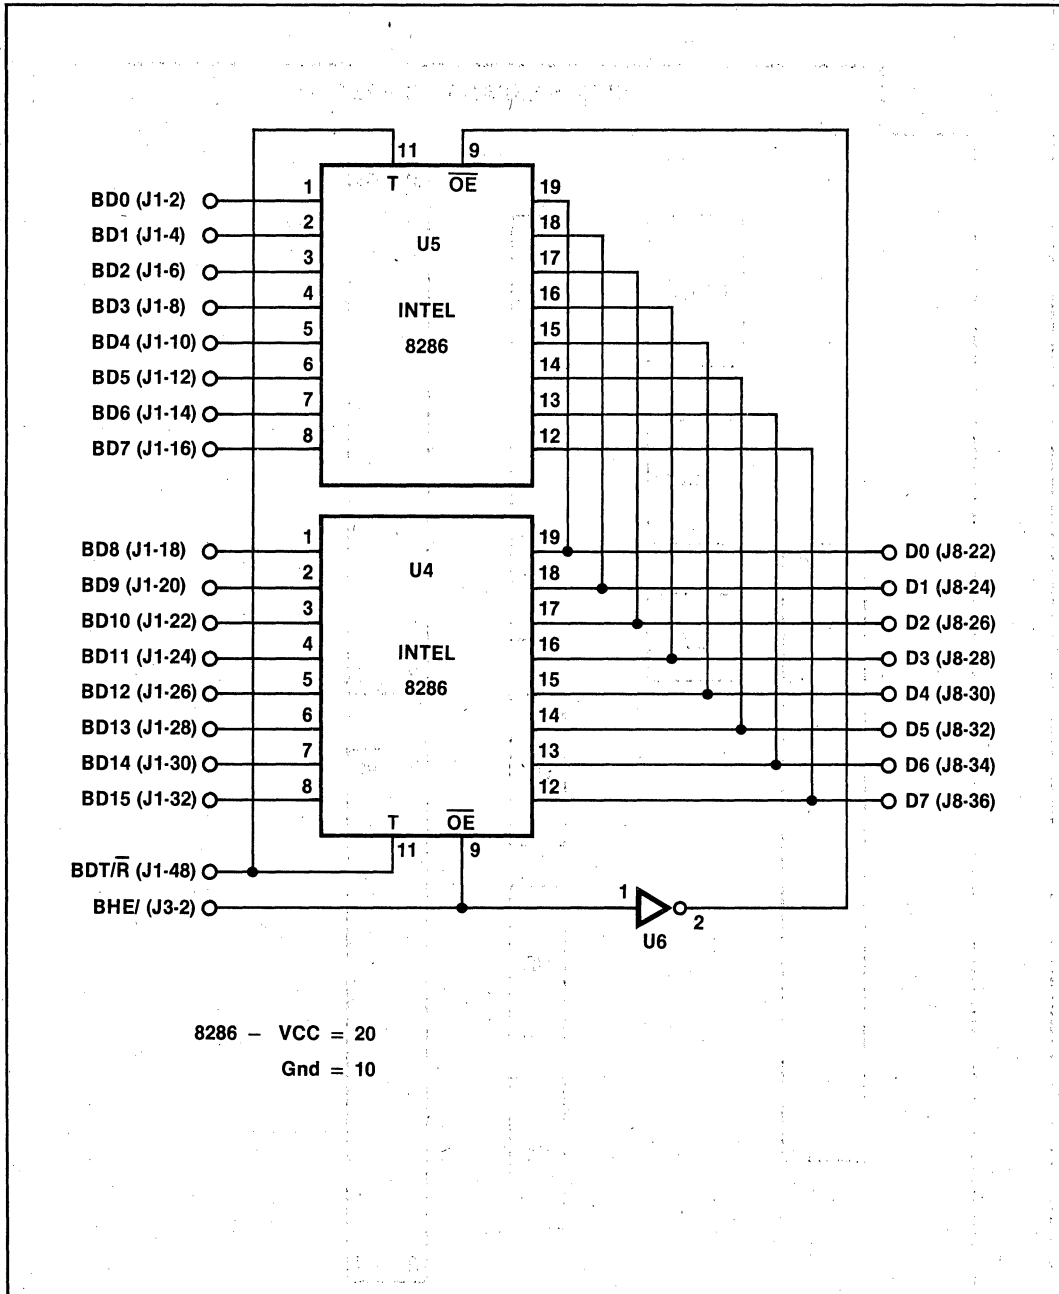 11 9
T OE
BD0 (J1-2) 1 19
BD1 (J1-4) 2 18
U5
BD2 (J1-6) 3 17
BD3 (J1-8) 4 16
INTEL
BD4 (J1-10) 5 15
8286
BD5 (J1-12) 6 14
BD6 (J1-14) 7 13
BD7 (J1-16) 8 12
BD8 (J1-18) 1 19 D0 (J8-22)
U4
BD9 (J1-20) 2 18 D1 (J8-24)
BD10 (J1-22) 3 17 D2 (J8-26)
BD11 (J1-24) 4 INTEL 16 D3 (J8-28)
BD12 (J1-26) 5 8286 15 D4 (J8-30)
BD13 (J1-28) 6 14 D5 (J8-32)
BD14 (J1-30) 7 13 D6 (J8-34)
BD15 (J1-32) 8 12 D7 (J8-36)
T OE
11 9
BDT/R̅ (J1-48)
BHE/ (J3-2) 1 2
U6
8286 – VCC = 20
Gnd = 10